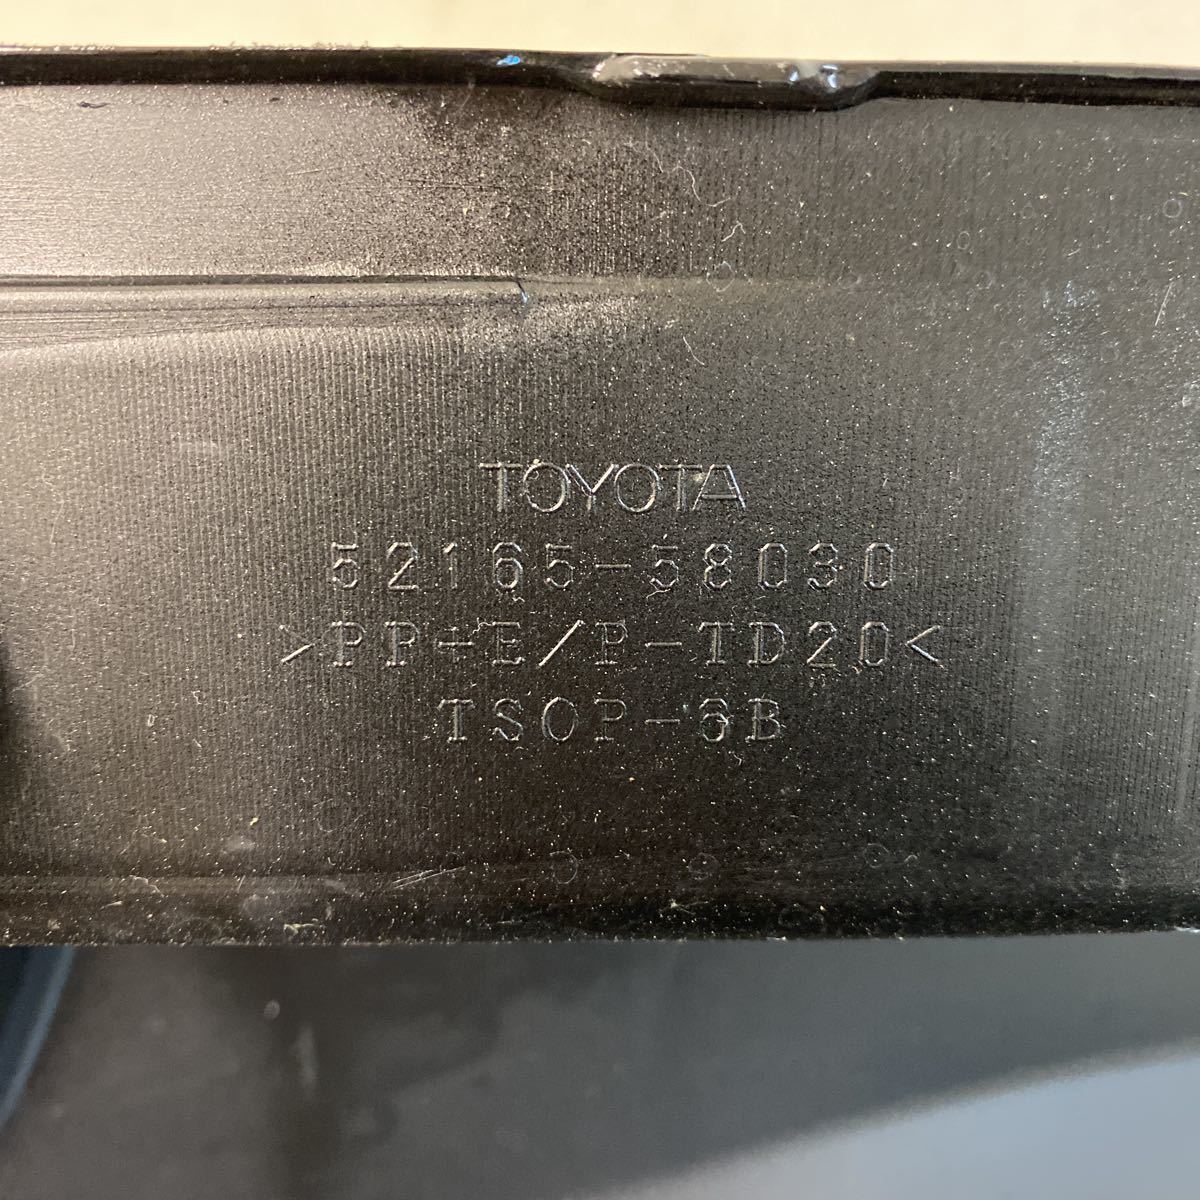 TOYOTA
52165-58030
>PP+E/P-TD20<
TSOP-6B